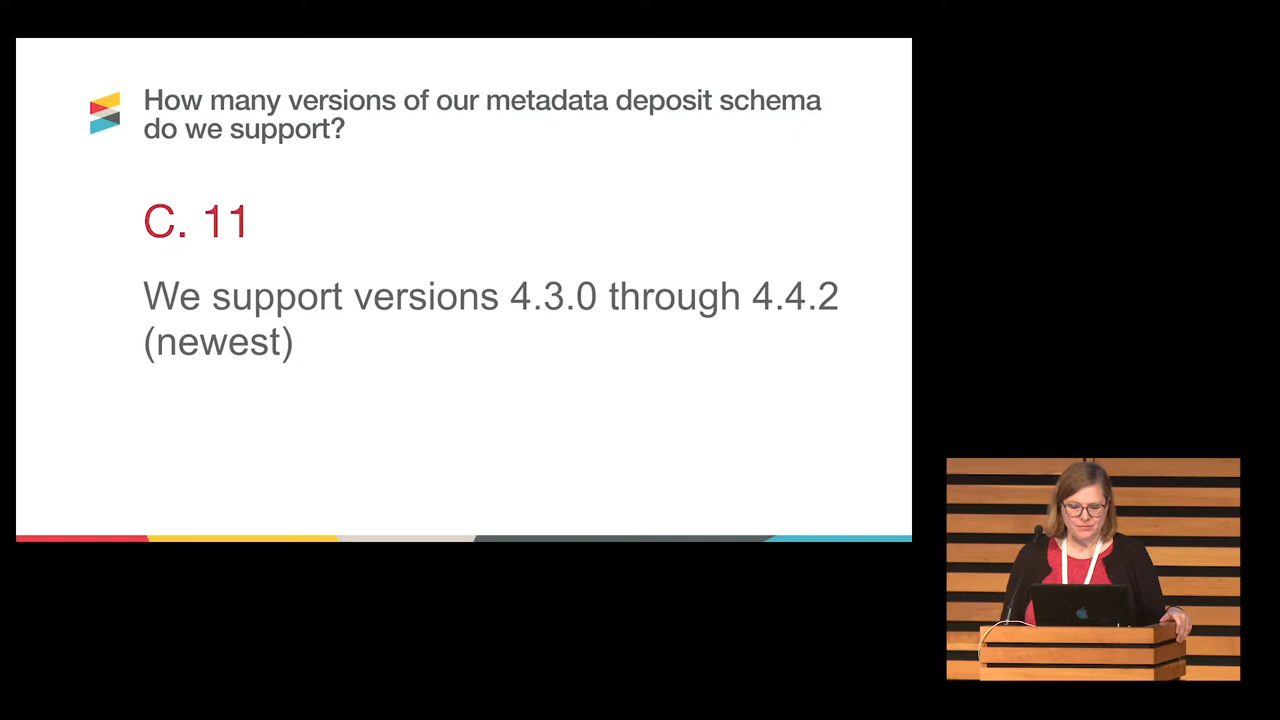 How many versions of our metadata deposit schema
do we support?
C. 11
We support versions 4.3.0 through 4.4.2
(newest)